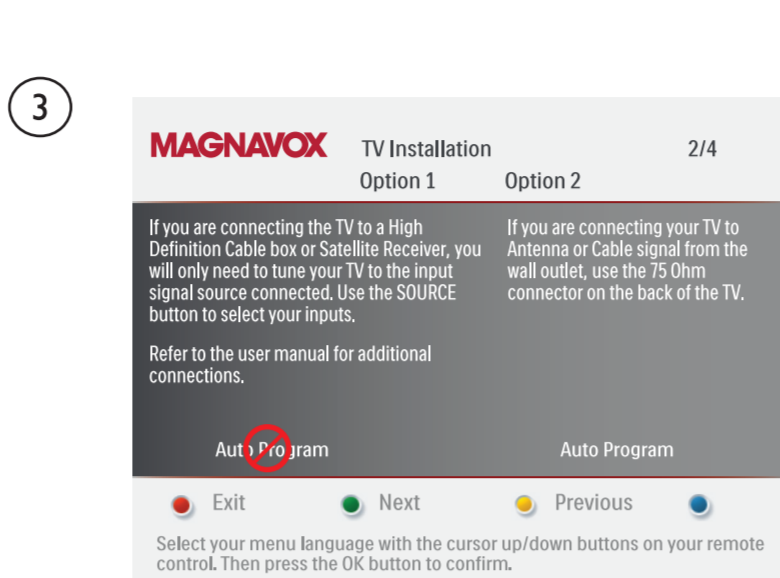 3
MAGNAVOX TV Installation 2/4
Option 1 Option 2
If you are connecting the TV to a High
Definition Cable box or Satellite Receiver, you
will only need to tune your TV to the input
signal source connected. Use the SOURCE
button to select your inputs.
Refer to the user manual for additional
connections.
Auto Program
If you are connecting your TV to
Antenna or Cable signal from the
wall outlet, use the 75 Ohm
connector on the back of the TV.
Auto Program
Exit Next Previous
Select your menu language with the cursor up/down buttons on your remote
control. Then press the OK button to confirm.